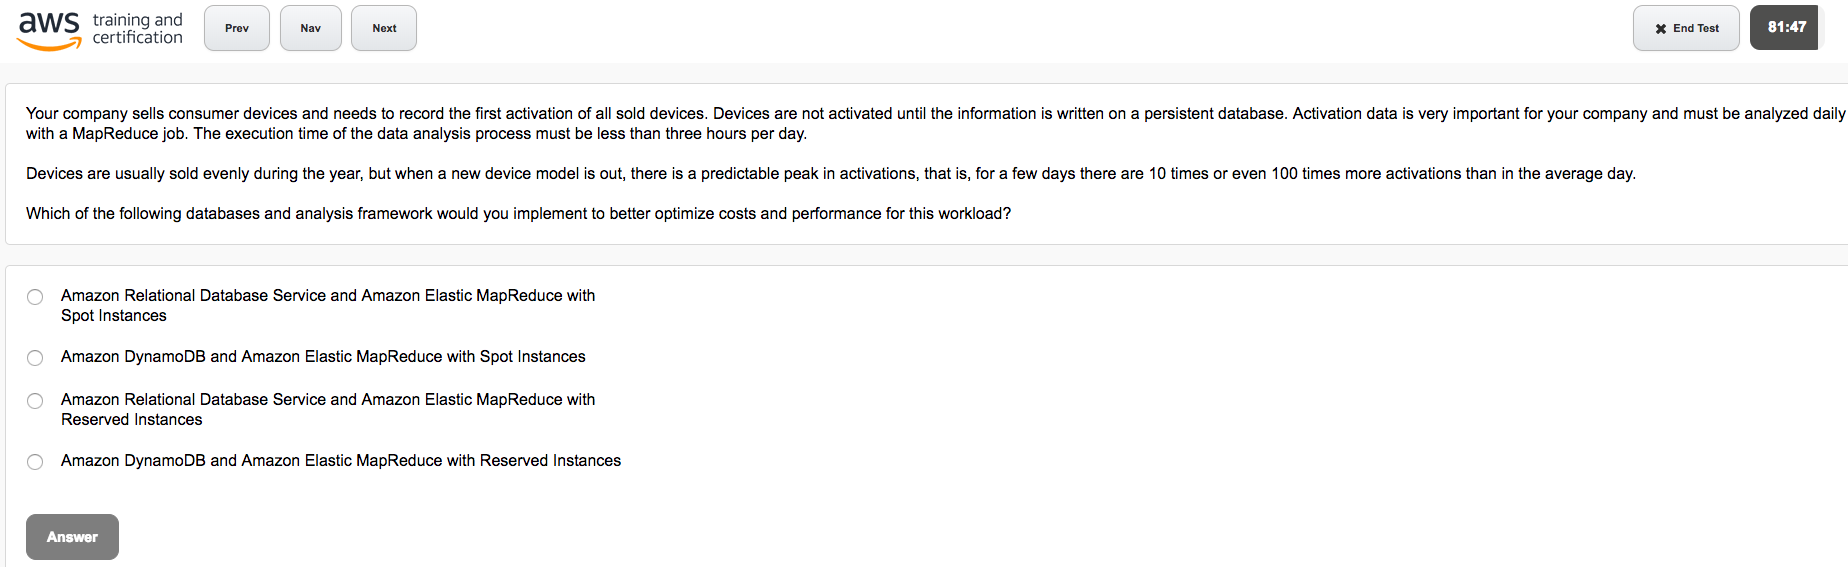 aws training and certification
Prev
Nav
Next
✖ End Test
81:47
Your company sells consumer devices and needs to record the first activation of all sold devices. Devices are not activated until the information is written on a persistent database. Activation data is very important for your company and must be analyzed daily
with a MapReduce job. The execution time of the data analysis process must be less than three hours per day.
Devices are usually sold evenly during the year, but when a new device model is out, there is a predictable peak in activations, that is, for a few days there are 10 times or even 100 times more activations than in the average day.
Which of the following databases and analysis framework would you implement to better optimize costs and performance for this workload?
Amazon Relational Database Service and Amazon Elastic MapReduce with
Spot Instances
Amazon DynamoDB and Amazon Elastic MapReduce with Spot Instances
Amazon Relational Database Service and Amazon Elastic MapReduce with
Reserved Instances
Amazon DynamoDB and Amazon Elastic MapReduce with Reserved Instances
Answer